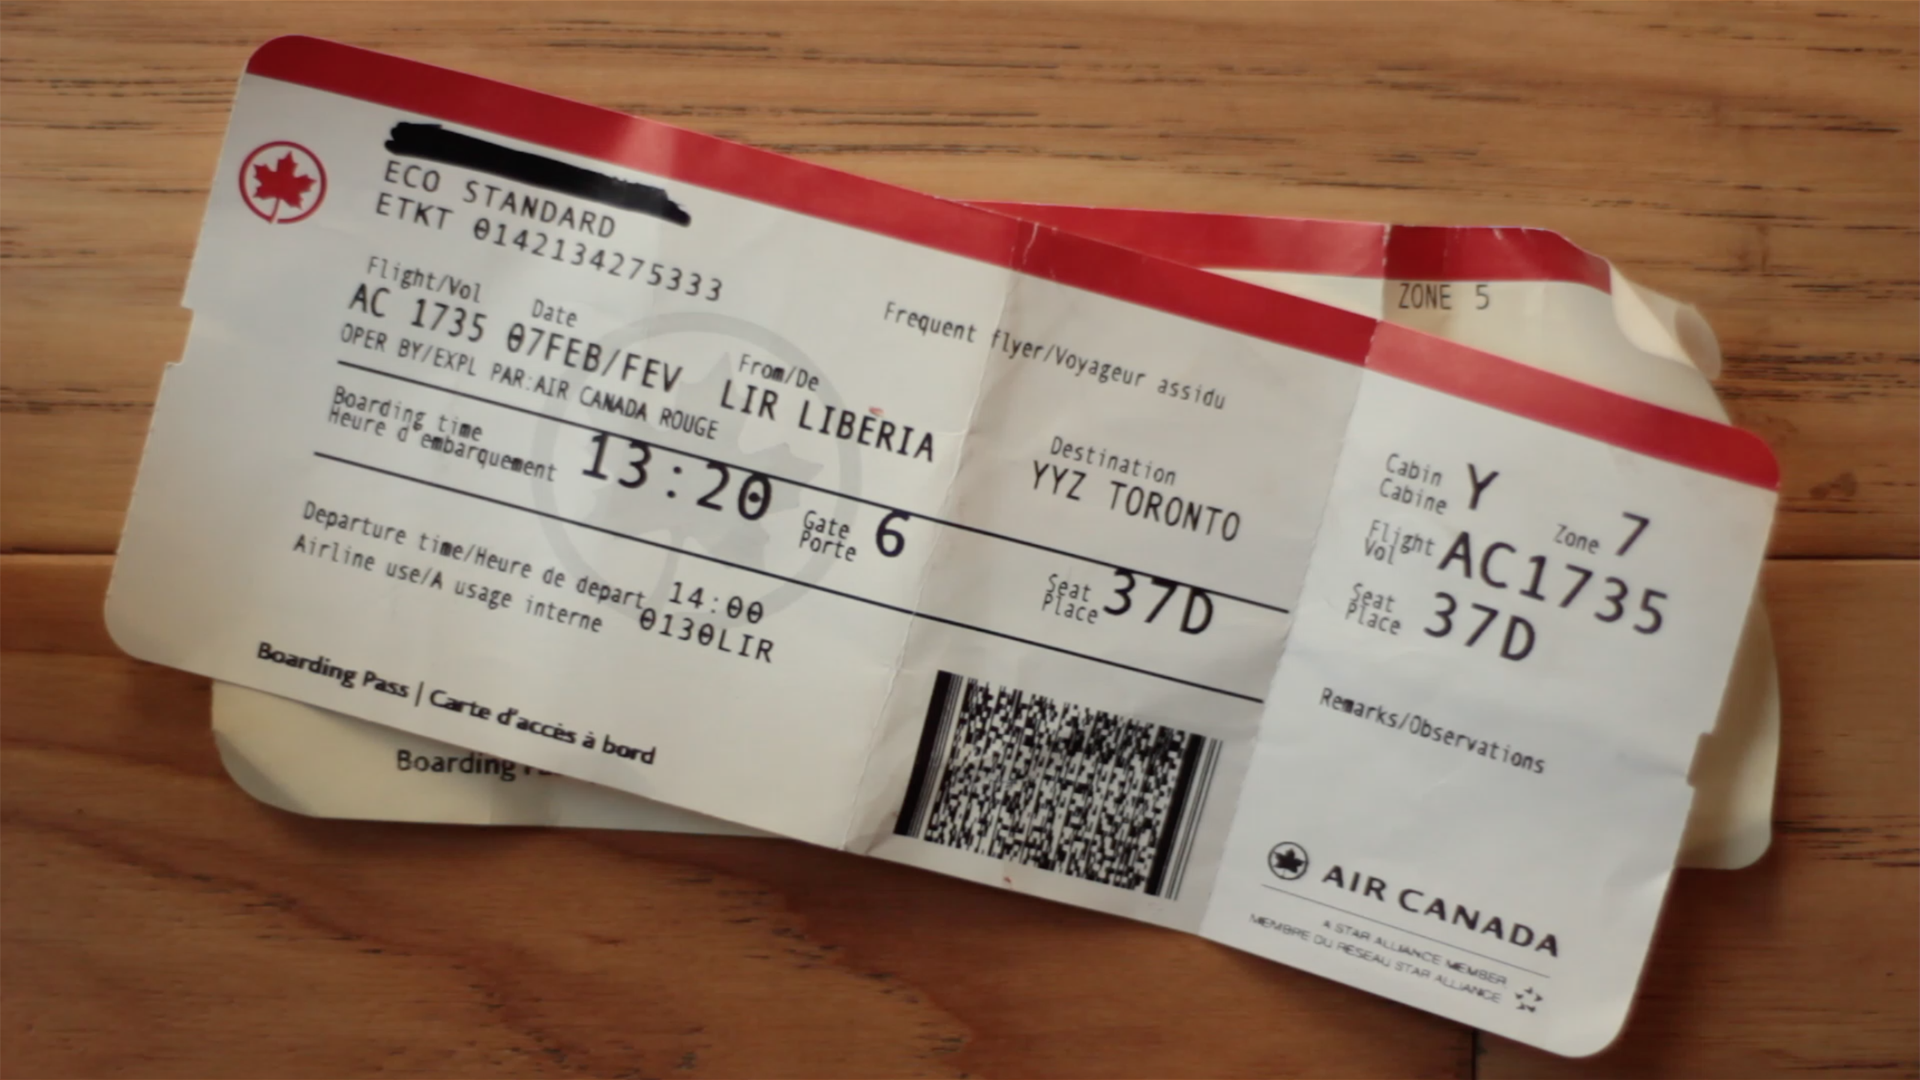 ECO STANDARD
ETKT 0142134275333
Frequent flyer/Voyageur assidu
Flight/Vol Date From/De Destination
AC 1735 07FEB/FEV LIR LIBERIA YYZ TORONTO
OPER BY/EXPL PAR:AIR CANADA ROUGE
Boarding time
Heure d'embarquement 13:20 Gate Porte 6 Seat Place 37D
Departure time/Heure de depart 14:00
Airline use/A usage interne 0130LIR
Boarding Pass | Carte d'accès à bord
Cabin Cabine Y Zone 7
Flight Vol AC1735
Seat Place 37D
Remarks/Observations
AIR CANADA
A STAR ALLIANCE MEMBER
MEMBRE DU RESEAU STAR ALLIANCE
ZONE 5
Boarding